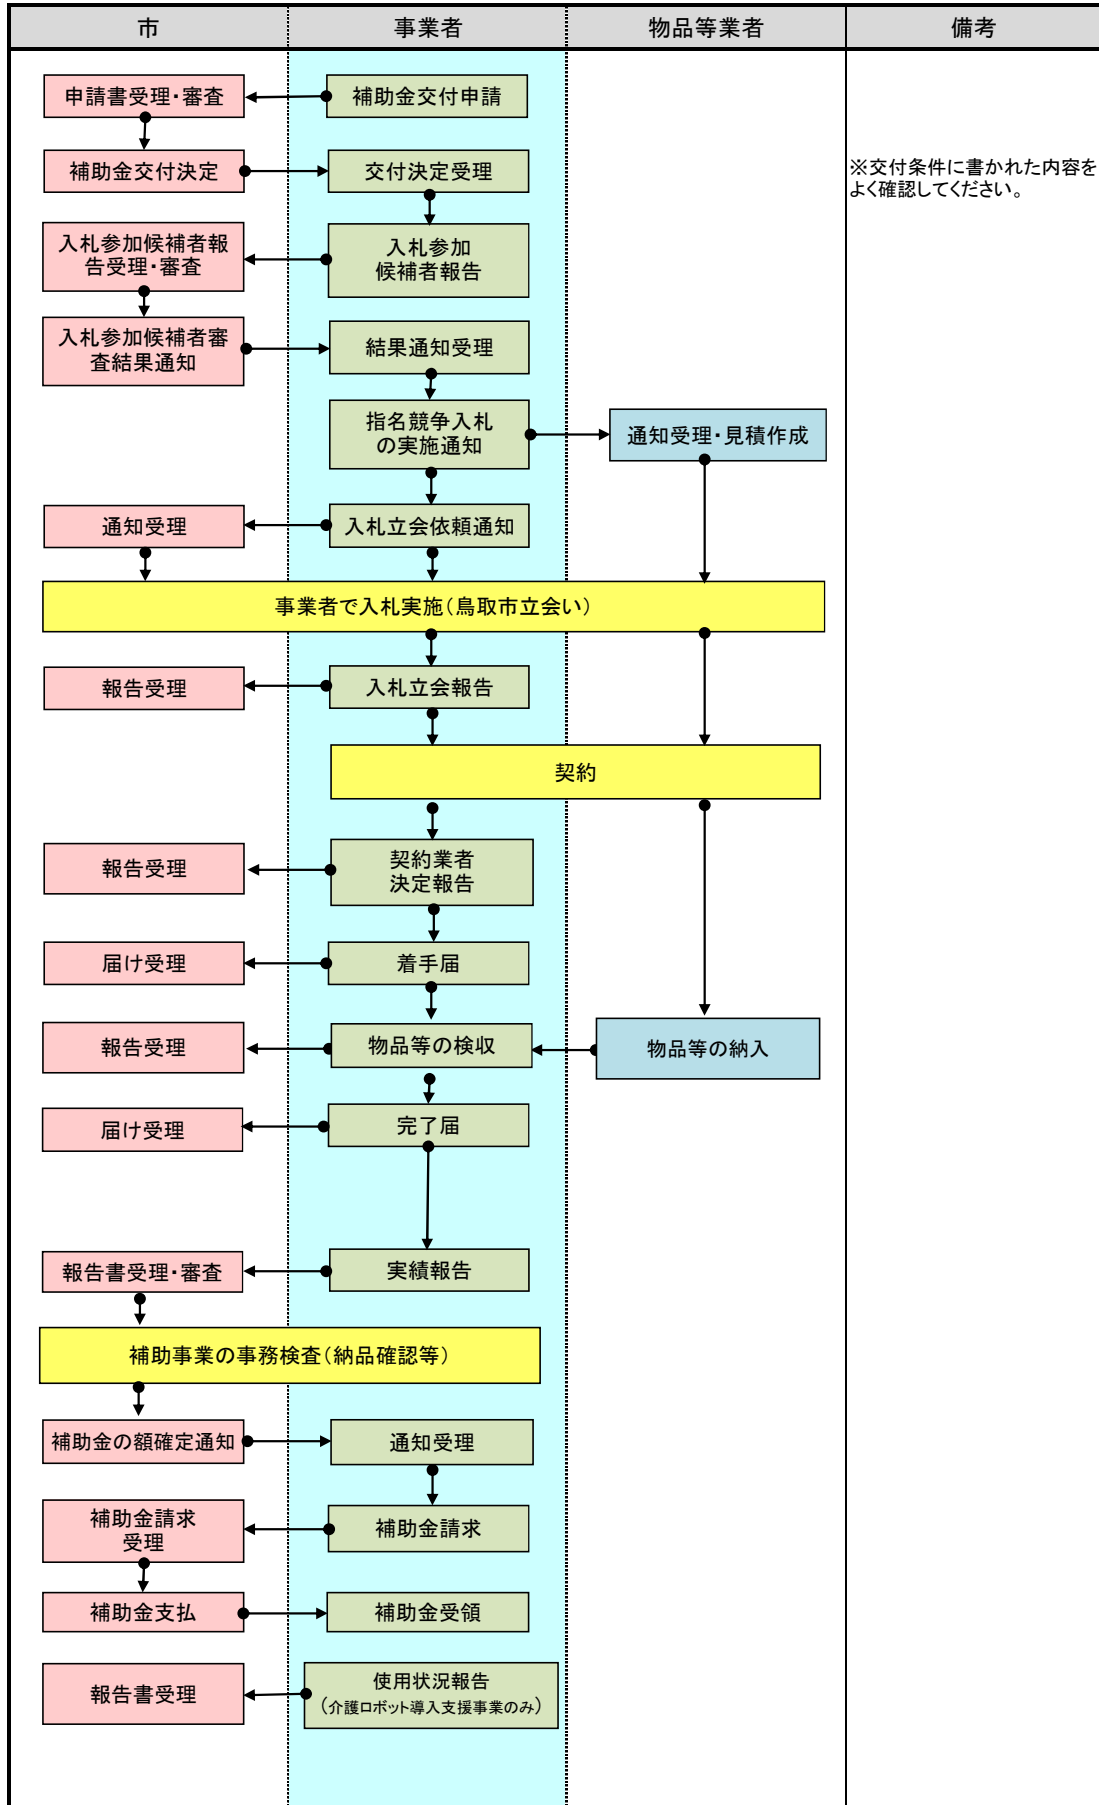 市
事業者
物品等業者
備考
申請書受理・審査
補助金交付申請
補助金交付決定
交付決定受理
※交付条件に書かれた内容を
よく確認してください。
入札参加候補者報
告受理・審査
入札参加
候補者報告
入札参加候補者審
査結果通知
結果通知受理
指名競争入札
の実施通知
通知受理・見積作成
通知受理
入札立会依頼通知
事業者で入札実施（鳥取市立会い）
報告受理
入札立会報告
契約
報告受理
契約業者
決定報告
届け受理
着手届
報告受理
物品等の検収
物品等の納入
届け受理
完了届
報告書受理・審査
実績報告
補助事業の事務検査（納品確認等）
補助金の額確定通知
通知受理
補助金請求
受理
補助金請求
補助金支払
補助金受領
報告書受理
使用状況報告
（介護ロボット導入支援事業のみ）